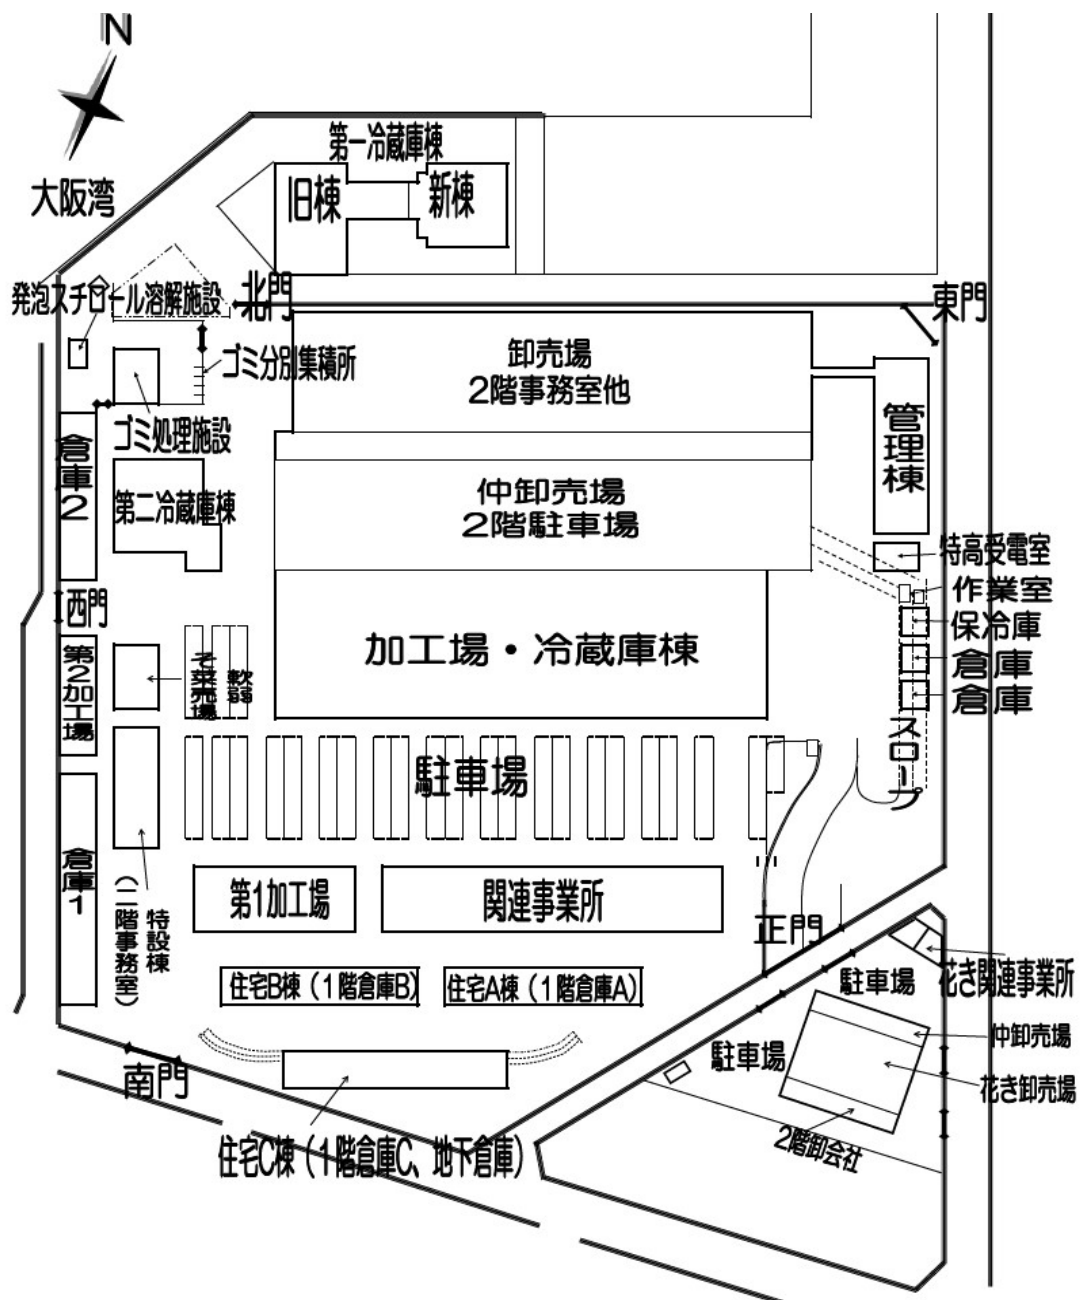 N
大阪湾
第一冷蔵庫棟
旧棟
新棟
発泡スチロール溶解施設
北門
東門
ゴミ分別集積所
卸売場
2階事務室他
管理棟
ゴミ処理施設
倉庫2
第二冷蔵庫棟
仲卸売場
2階駐車場
特高受電室
作業室
保冷庫
倉庫
倉庫
西門
加工場・冷蔵庫棟
第2加工場
そ菜売場
軟弱
スロープ
駐車場
倉庫1
特設棟
(二階事務室)
第1加工場
関連事業所
正門
住宅B棟(1階倉庫B)
住宅A棟(1階倉庫A)
駐車場
花き関連事業所
仲卸売場
駐車場
花き卸売場
南門
2階卸会社
住宅C棟(1階倉庫C、地下倉庫)